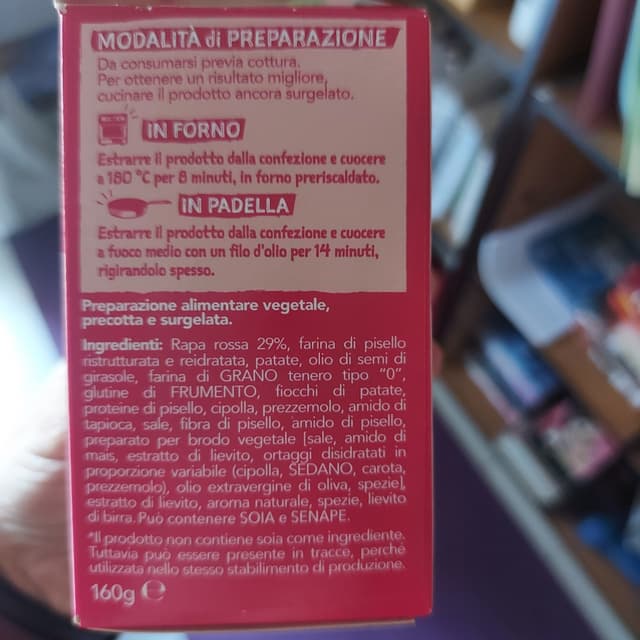 MODALITÀ di PREPARAZIONE
Da consumarsi previa cottura.
Per ottenere un risultato migliore,
cucinare il prodotto ancora surgelato.
IN FORNO
Estrarre il prodotto dalla confezione e cuocere
a 180 °C per 8 minuti, in forno preriscaldato.
IN PADELLA
Estrarre il prodotto dalla confezione e cuocere
a fuoco medio con un filo d'olio per 14 minuti,
rigirandolo spesso.
Preparazione alimentare vegetale,
precotta e surgelata.
Ingredienti: Rapa rossa 29%, farina di pisello
ristrutturata e reidratata, patate, olio di semi di
girasole, farina di GRANO tenero tipo “0”,
glutine di FRUMENTO, fiocchi di patate,
proteine di pisello, cipolla, prezzemolo, amido di
tapioca, sale, fibra di pisello, amido di pisello,
preparato per brodo vegetale [sale, amido di
mais, estratto di lievito, ortaggi disidratati in
proporzione variabile (cipolla, SEDANO, carota,
prezzemolo), olio extravergine di oliva, spezie],
estratto di lievito, aroma naturale, spezie, lievito
di birra. Può contenere SOIA e SENAPE.
*Il prodotto non contiene soia come ingrediente.
Tuttavia può essere presente in tracce, perché
utilizzata nello stesso stabilimento di produzione.
160g ℮